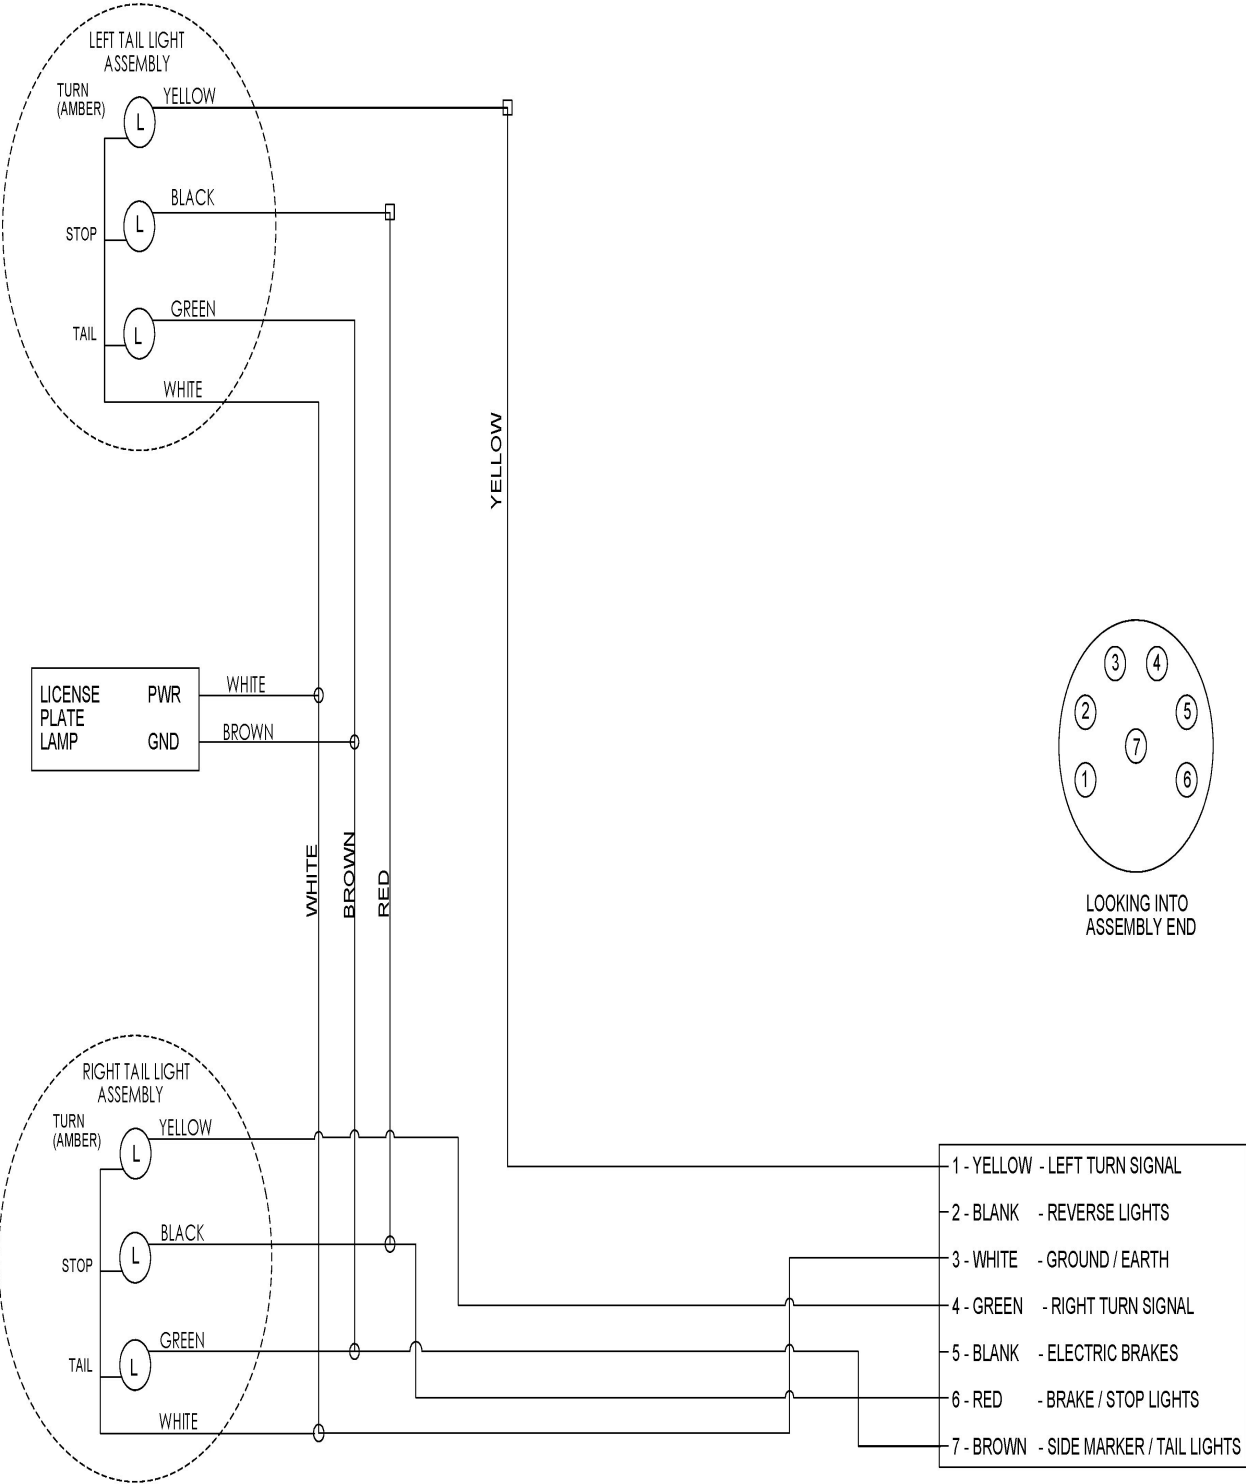 LEFT TAIL LIGHT
ASSEMBLY
TURN
(AMBER)
YELLOW
L
BLACK
STOP
L
GREEN
TAIL
L
WHITE
YELLOW
LICENSE
PLATE
LAMP
PWR
GND
WHITE
BROWN
WHITE
BROWN
RED
3
4
2
5
7
1
6
LOOKING INTO
ASSEMBLY END
RIGHT TAIL LIGHT
ASSEMBLY
TURN
(AMBER)
YELLOW
L
BLACK
STOP
L
GREEN
TAIL
L
WHITE
1 - YELLOW - LEFT TURN SIGNAL
2 - BLANK - REVERSE LIGHTS
3 - WHITE - GROUND / EARTH
4 - GREEN - RIGHT TURN SIGNAL
5 - BLANK - ELECTRIC BRAKES
6 - RED - BRAKE / STOP LIGHTS
7 - BROWN - SIDE MARKER / TAIL LIGHTS